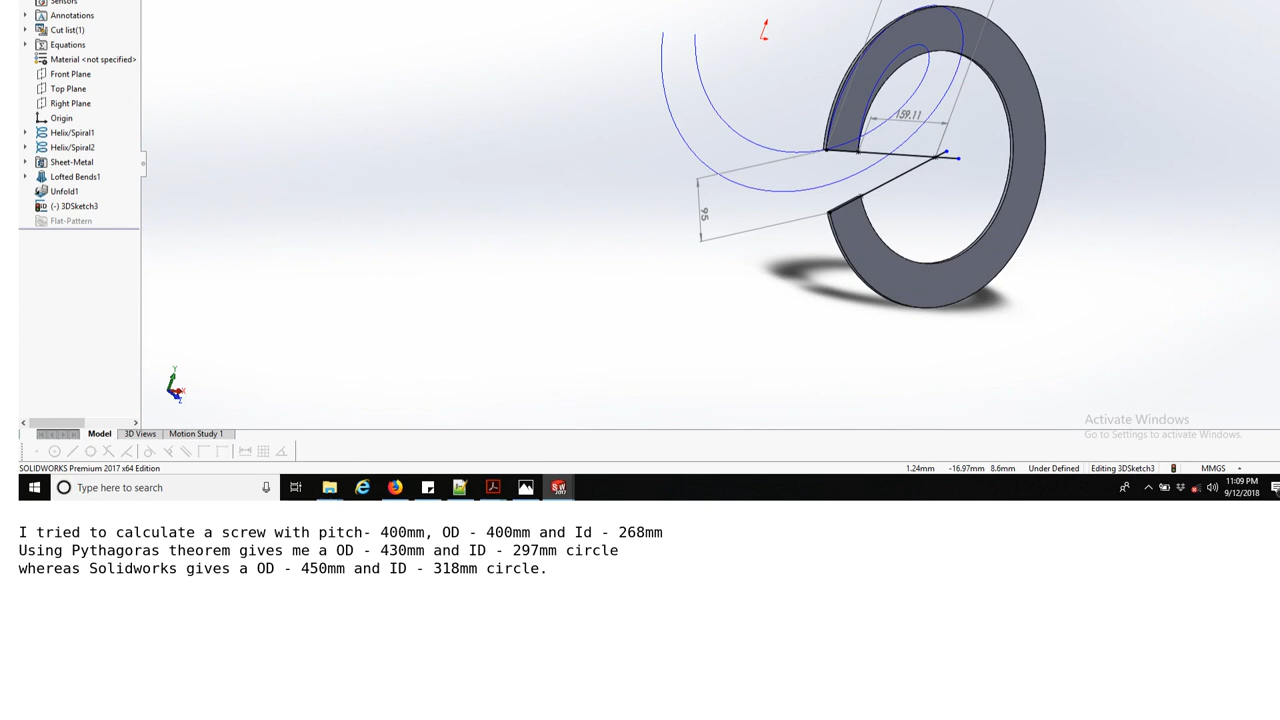 Sensors
Annotations
Cut list(1)
Equations
Material <not specified>
Front Plane
Top Plane
Right Plane
Origin
Helix/Spiral1
Helix/Spiral2
Sheet-Metal
Lofted Bends1
Unfold1
(-) 3DSketch3
Flat-Pattern
159.11
95
Y
X
Z
Activate Windows
Go to Settings to activate Windows.
Model 3D Views Motion Study 1
SOLIDWORKS Premium 2017 x64 Edition
1.24mm -16.97mm 8.6mm Under Defined Editing 3DSketch3 MMGS
Type here to search
SW
2017
11:09 PM
9/12/2018
I tried to calculate a screw with pitch- 400mm, OD - 400mm and Id - 268mm
Using Pythagoras theorem gives me a OD - 430mm and ID - 297mm circle
whereas Solidworks gives a OD - 450mm and ID - 318mm circle.